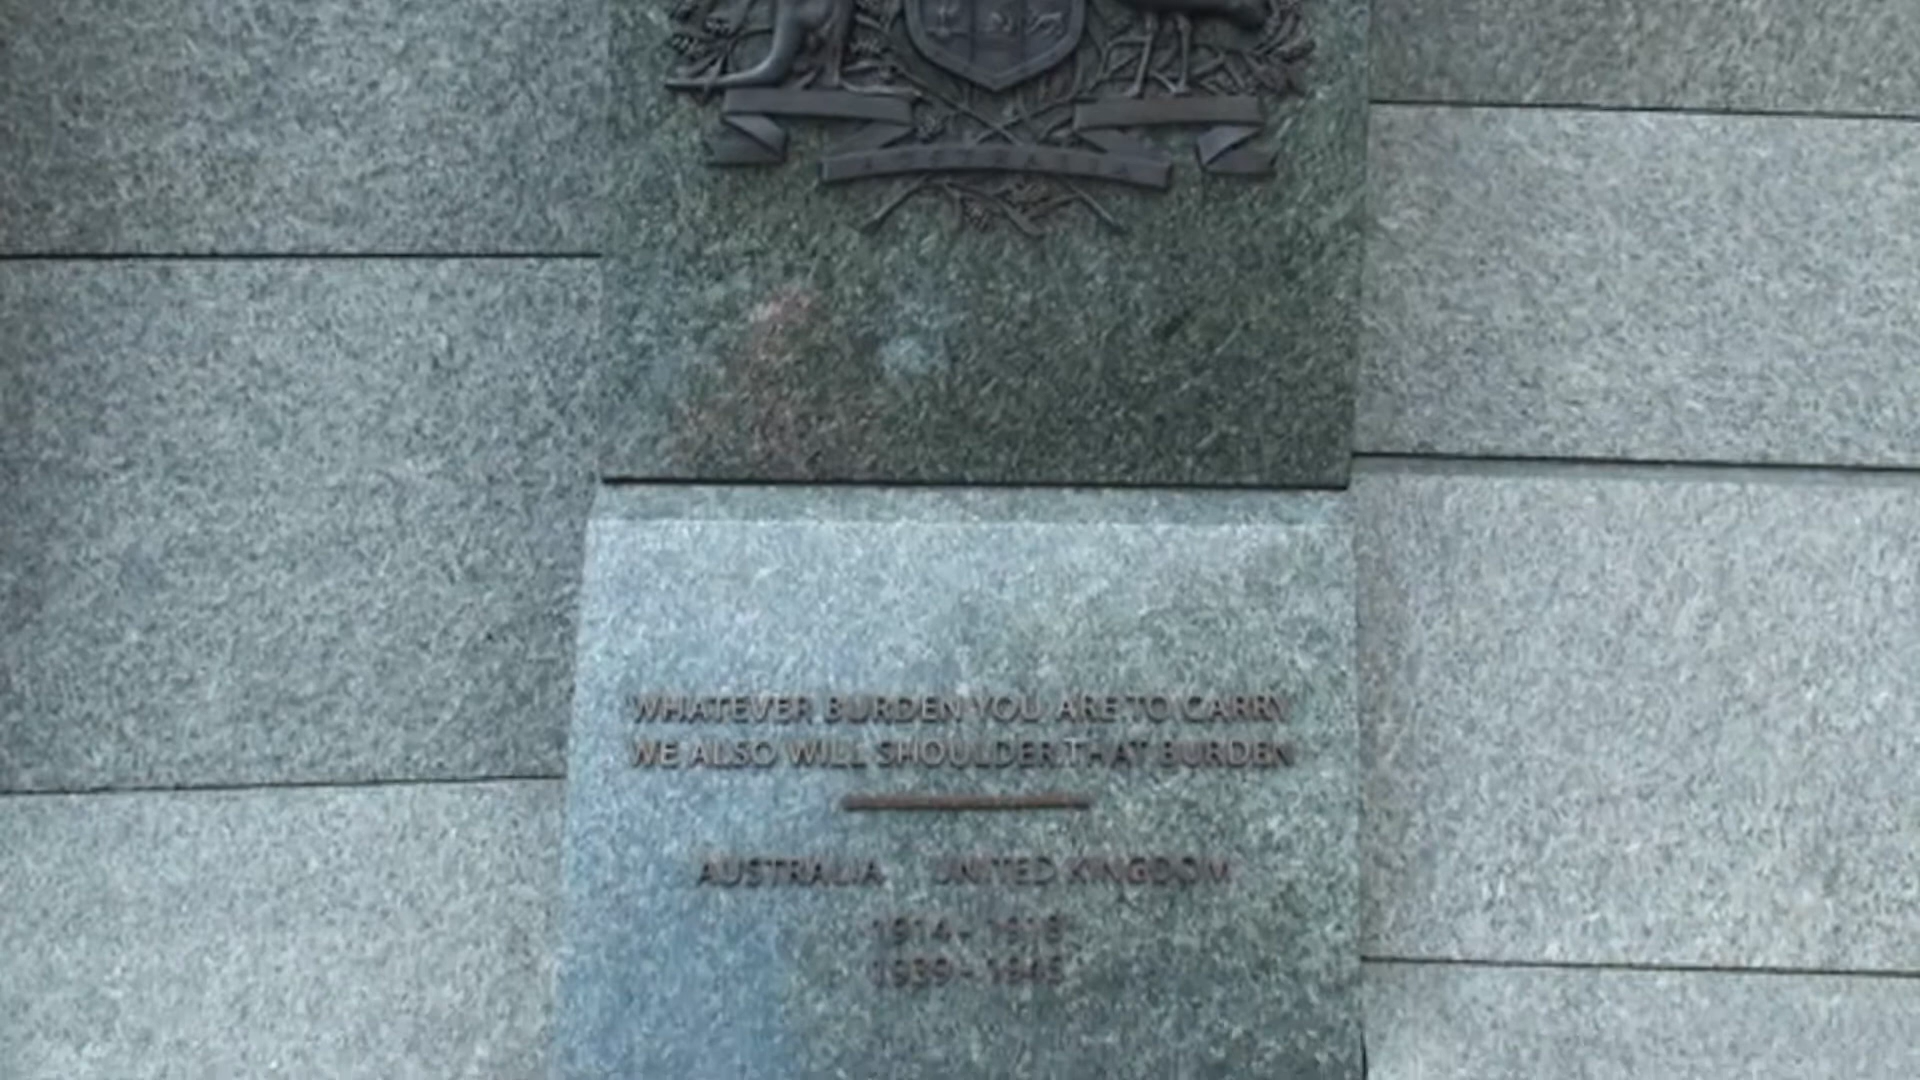 AUSTRALIA
WHATEVER BURDEN YOU ARE TO CARRY
WE ALSO WILL SHOULDER THAT BURDEN
AUSTRALIA UNITED KINGDOM
1914 - 1918
1939 - 1945